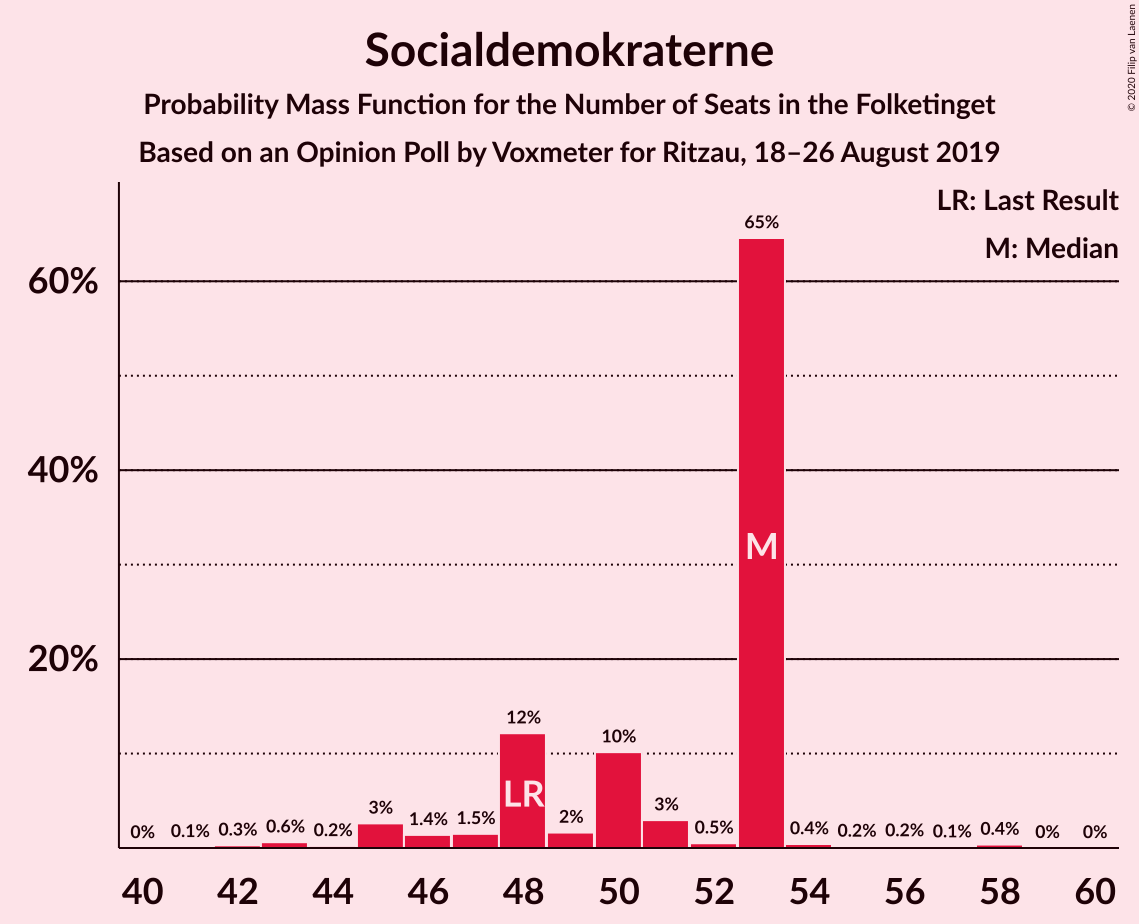 Socialdemokraterne
Probability Mass Function for the Number of Seats in the Folketinget
Based on an Opinion Poll by Voxmeter for Ritzau, 18–26 August 2019
© 2020 Filip van Laenen
LR: Last Result
M: Median
60%
40%
20%
0%
0.1%
0.3%
0.6%
0.2%
3%
1.4%
1.5%
12%
2%
10%
3%
0.5%
65%
0.4%
0.2%
0.2%
0.1%
0.4%
0%
0%
LR
M
40 42 44 46 48 50 52 54 56 58 60